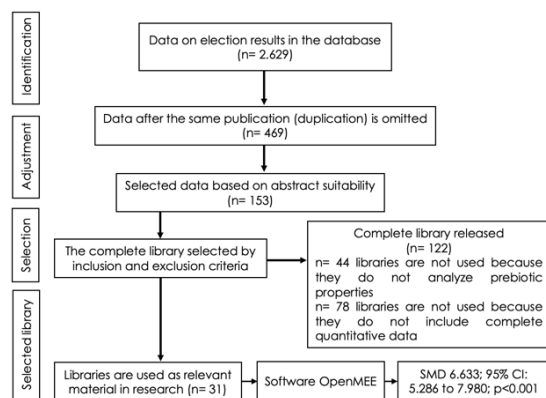 Identification
Data on election results in the database
(n= 2.629)
Adjustment
Data after the same publication (duplication) is omitted
(n= 469)
Selected data based on abstract suitability
(n= 153)
Selection
The complete library selected by
inclusion and exclusion criteria
Complete library released
(n= 122)
n= 44 libraries are not used because
they do not analyze prebiotic
properties
n= 78 libraries are not used because
they do not include complete
quantitative data
Selected library
Libraries are used as relevant
material in research (n= 31)
Software OpenMEE
SMD 6.633; 95% CI:
5.286 to 7.980; p<0.001